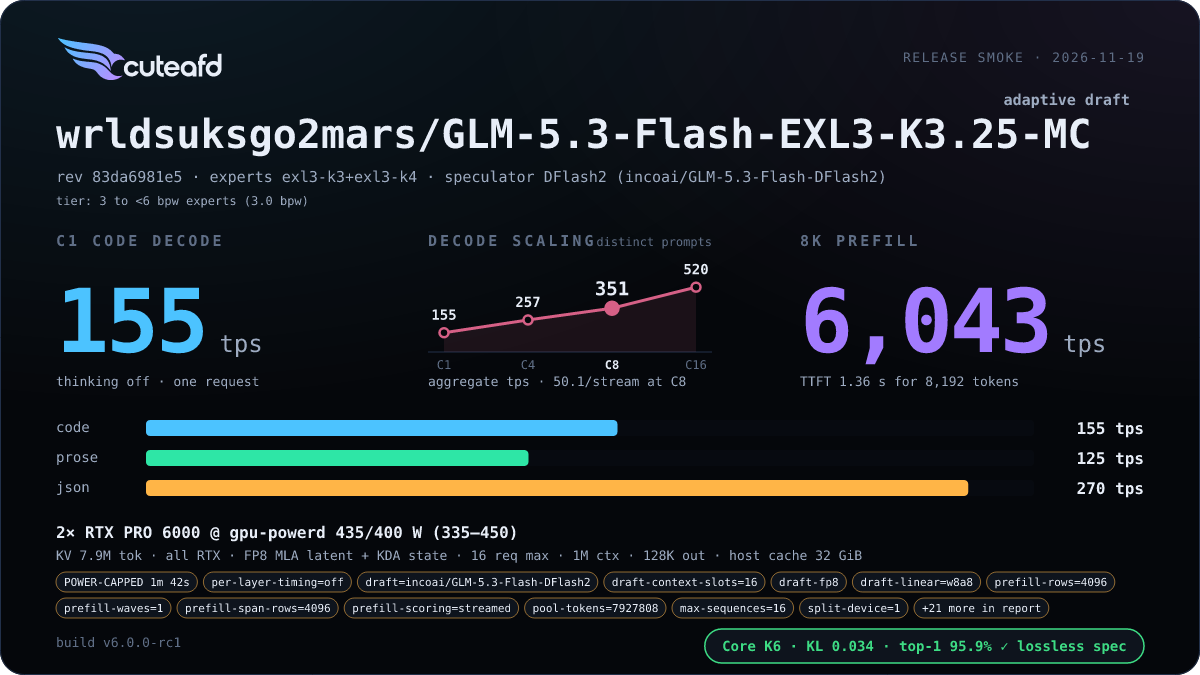 cuteafd
RELEASE SMOKE · 2026-11-19
adaptive draft
wrldsuksgo2mars/GLM-5.3-Flash-EXL3-K3.25-MC
rev 83da6981e5 · experts exl3-k3+exl3-k4 · speculator DFlash2 (incoai/GLM-5.3-Flash-DFlash2)
tier: 3 to <6 bpw experts (3.0 bpw)
C1 CODE DECODE
155 tps
thinking off · one request
DECODE SCALING distinct prompts
155 257 351 520
C1 C4 C8 C16
aggregate tps · 50.1/stream at C8
8K PREFILL
6,043 tps
TTFT 1.36 s for 8,192 tokens
code 155 tps
prose 125 tps
json 270 tps
2× RTX PRO 6000 @ gpu-powerd 435/400 W (335–450)
KV 7.9M tok · all RTX · FP8 MLA latent + KDA state · 16 req max · 1M ctx · 128K out · host cache 32 GiB
POWER-CAPPED 1m 42s per-layer-timing=off draft=incoai/GLM-5.3-Flash-DFlash2 draft-context-slots=16 draft-fp8 draft-linear=w8a8 prefill-rows=4096
prefill-waves=1 prefill-span-rows=4096 prefill-scoring=streamed pool-tokens=7927808 max-sequences=16 split-device=1 +21 more in report
build v6.0.0-rc1
Core K6 · KL 0.034 · top-1 95.9% ✓ lossless spec